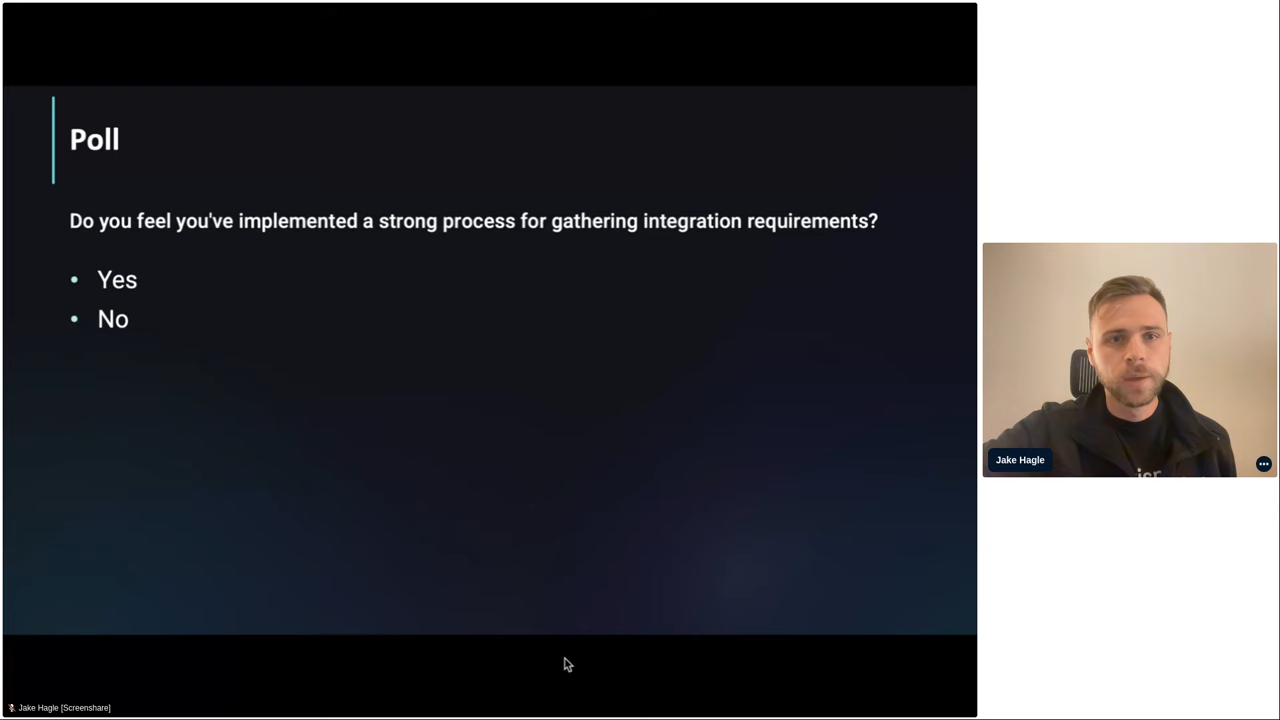 Poll
Do you feel you've implemented a strong process for gathering integration requirements?
• Yes
• No
Jake Hagle
Jake Hagle [Screenshare]